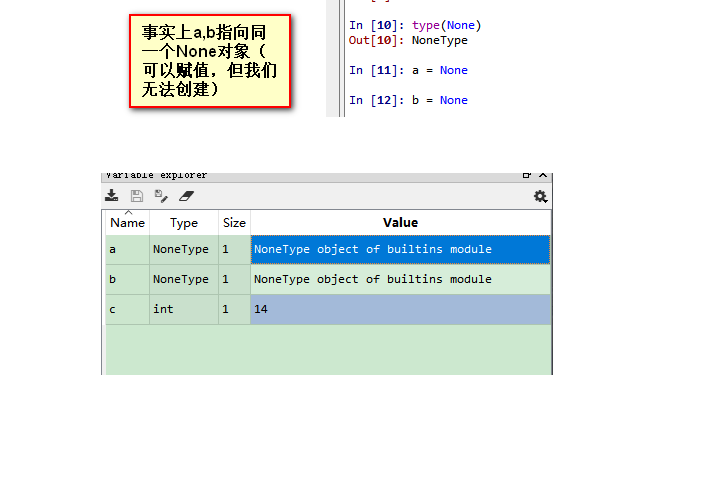 事实上a,b指向同
一个None对象（
可以赋值，但我们
无法创建）
In [10]: type(None)
Out[10]: NoneType
In [11]: a = None
In [12]: b = None
Variable explorer
Name Type Size Value
a NoneType 1 NoneType object of builtins module
b NoneType 1 NoneType object of builtins module
c int 1 14